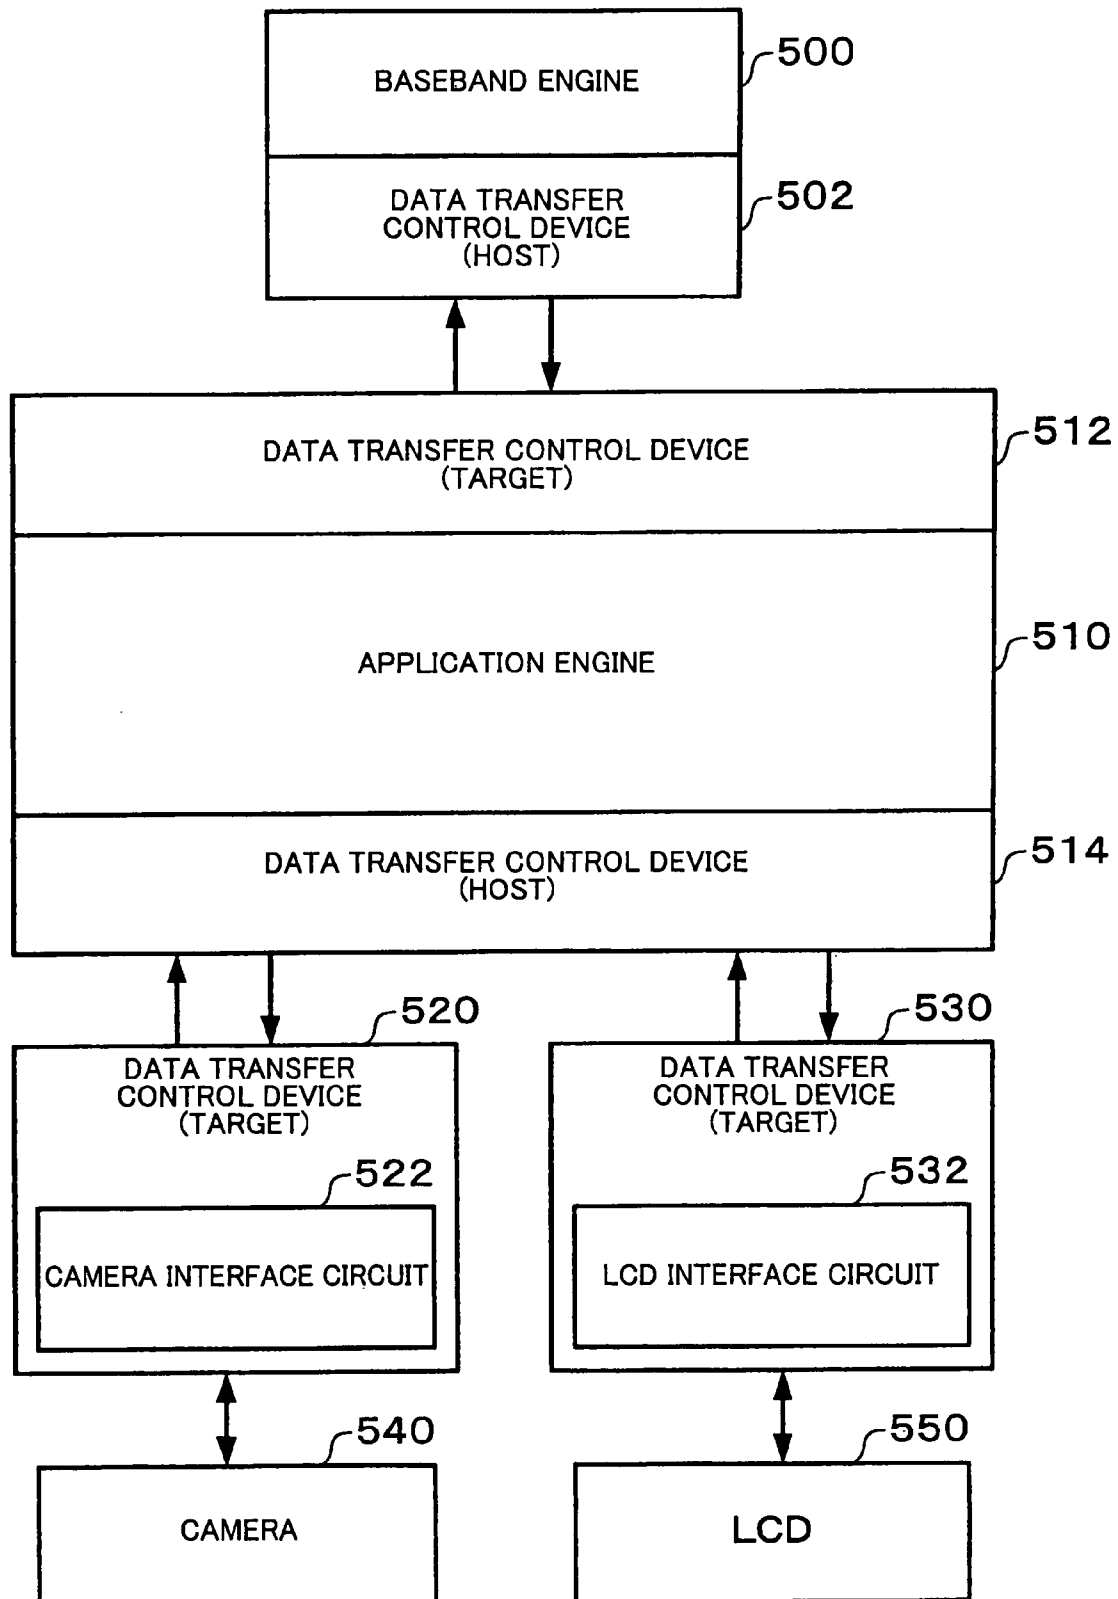 500
BASEBAND ENGINE
502
DATA TRANSFER
CONTROL DEVICE
(HOST)
512
DATA TRANSFER CONTROL DEVICE
(TARGET)
510
APPLICATION ENGINE
514
DATA TRANSFER CONTROL DEVICE
(HOST)
520
DATA TRANSFER
CONTROL DEVICE
(TARGET)
522
CAMERA INTERFACE CIRCUIT
530
DATA TRANSFER
CONTROL DEVICE
(TARGET)
532
LCD INTERFACE CIRCUIT
540
CAMERA
550
LCD